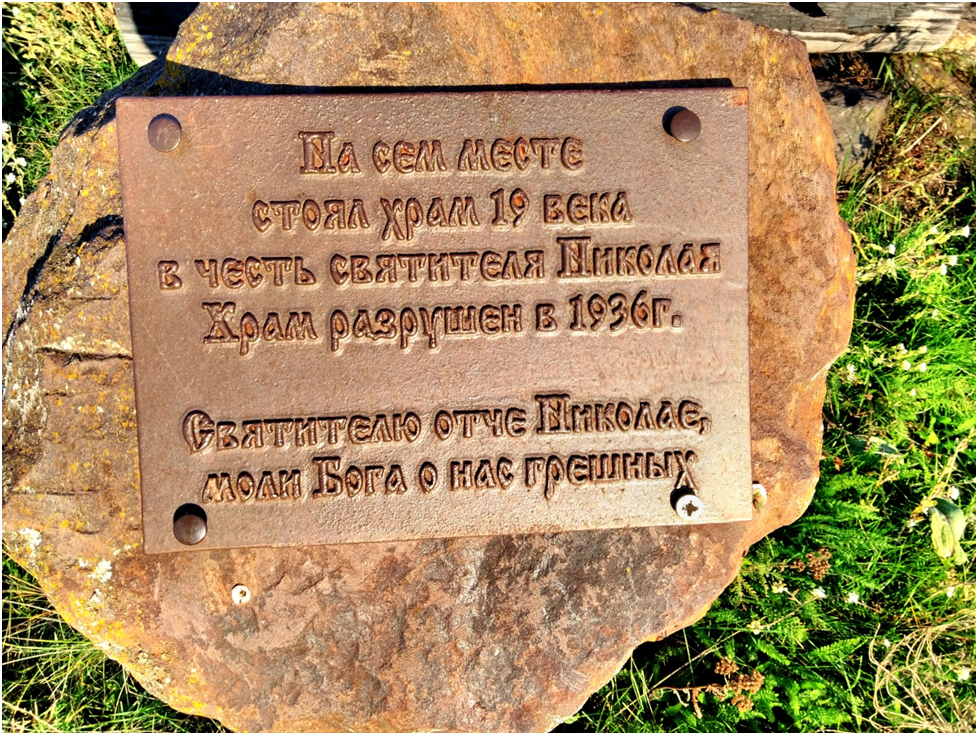 На сем месте
стоял храм 19 века
в честь святителя Николая
Храм разрушен в 1936г.
Святителю отче Николае,
моли Бога о нас грешных